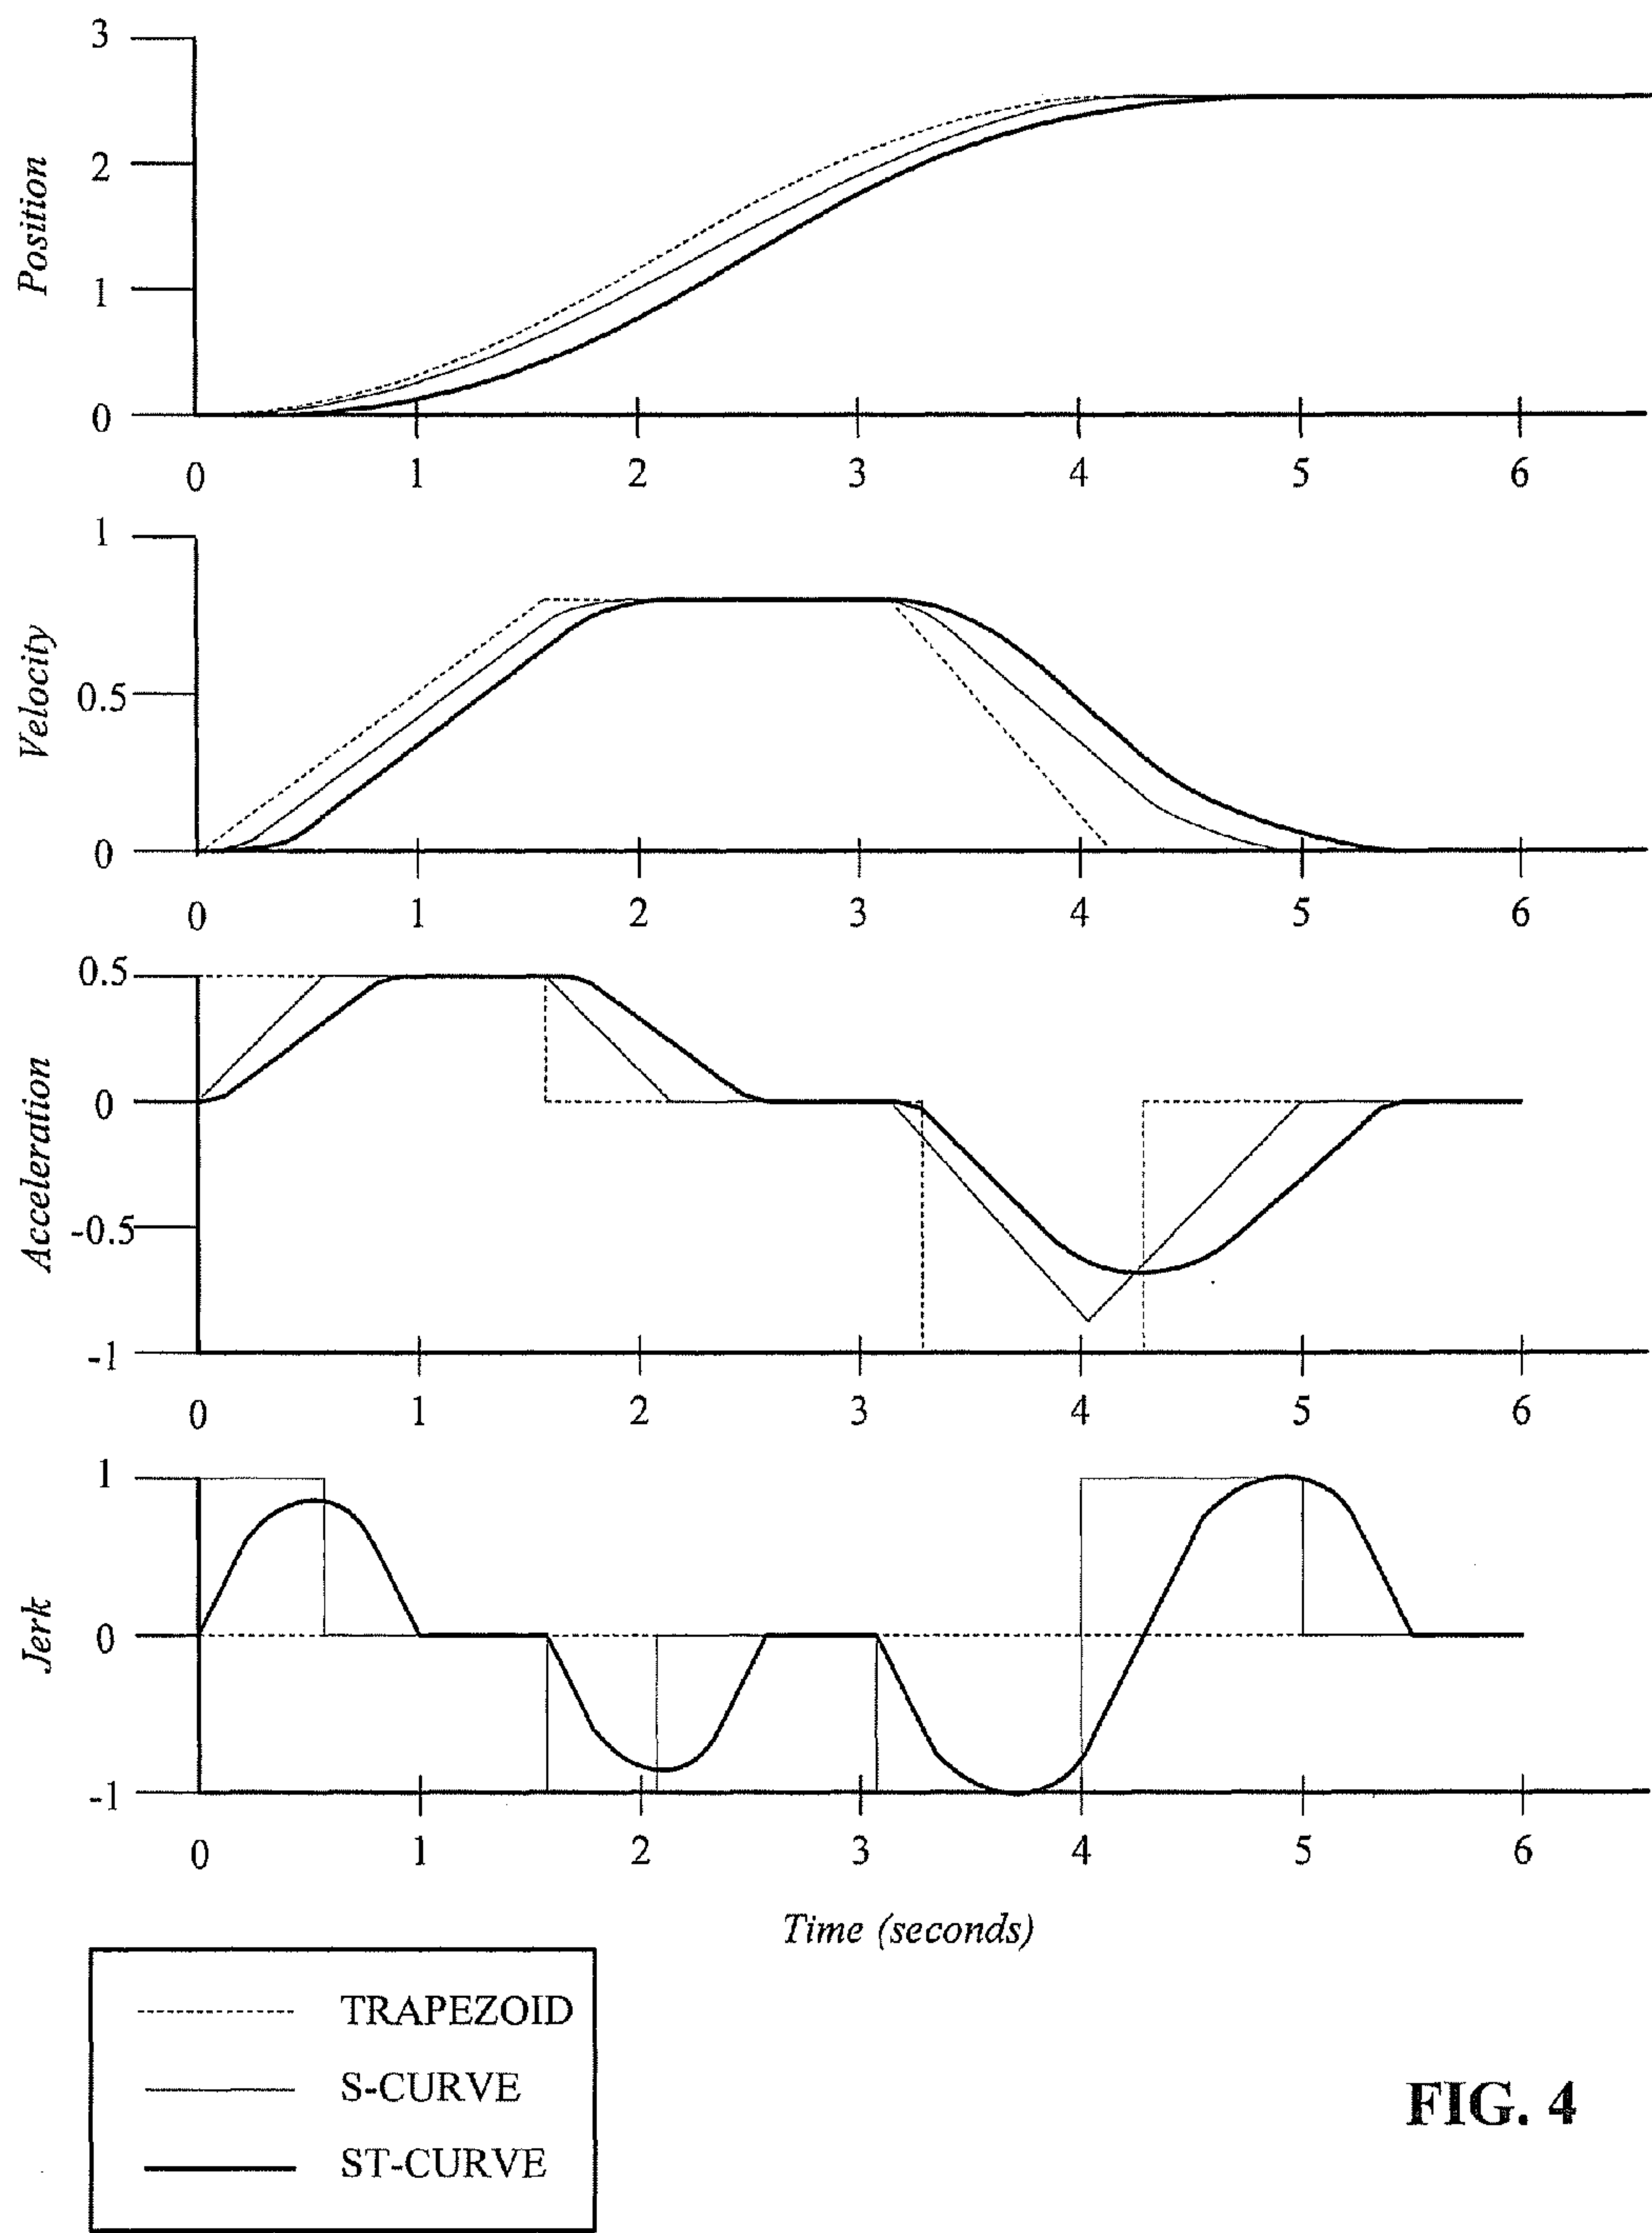 3
2
1
0
Position
0 1 2 3 4 5 6
1
0.5
0
Velocity
0 1 2 3 4 5 6
0.5
0
-0.5
-1
Acceleration
0 1 2 3 4 5 6
1
0
-1
Jerk
0 1 2 3 4 5 6
Time (seconds)
TRAPEZOID
S-CURVE
ST-CURVE
FIG. 4